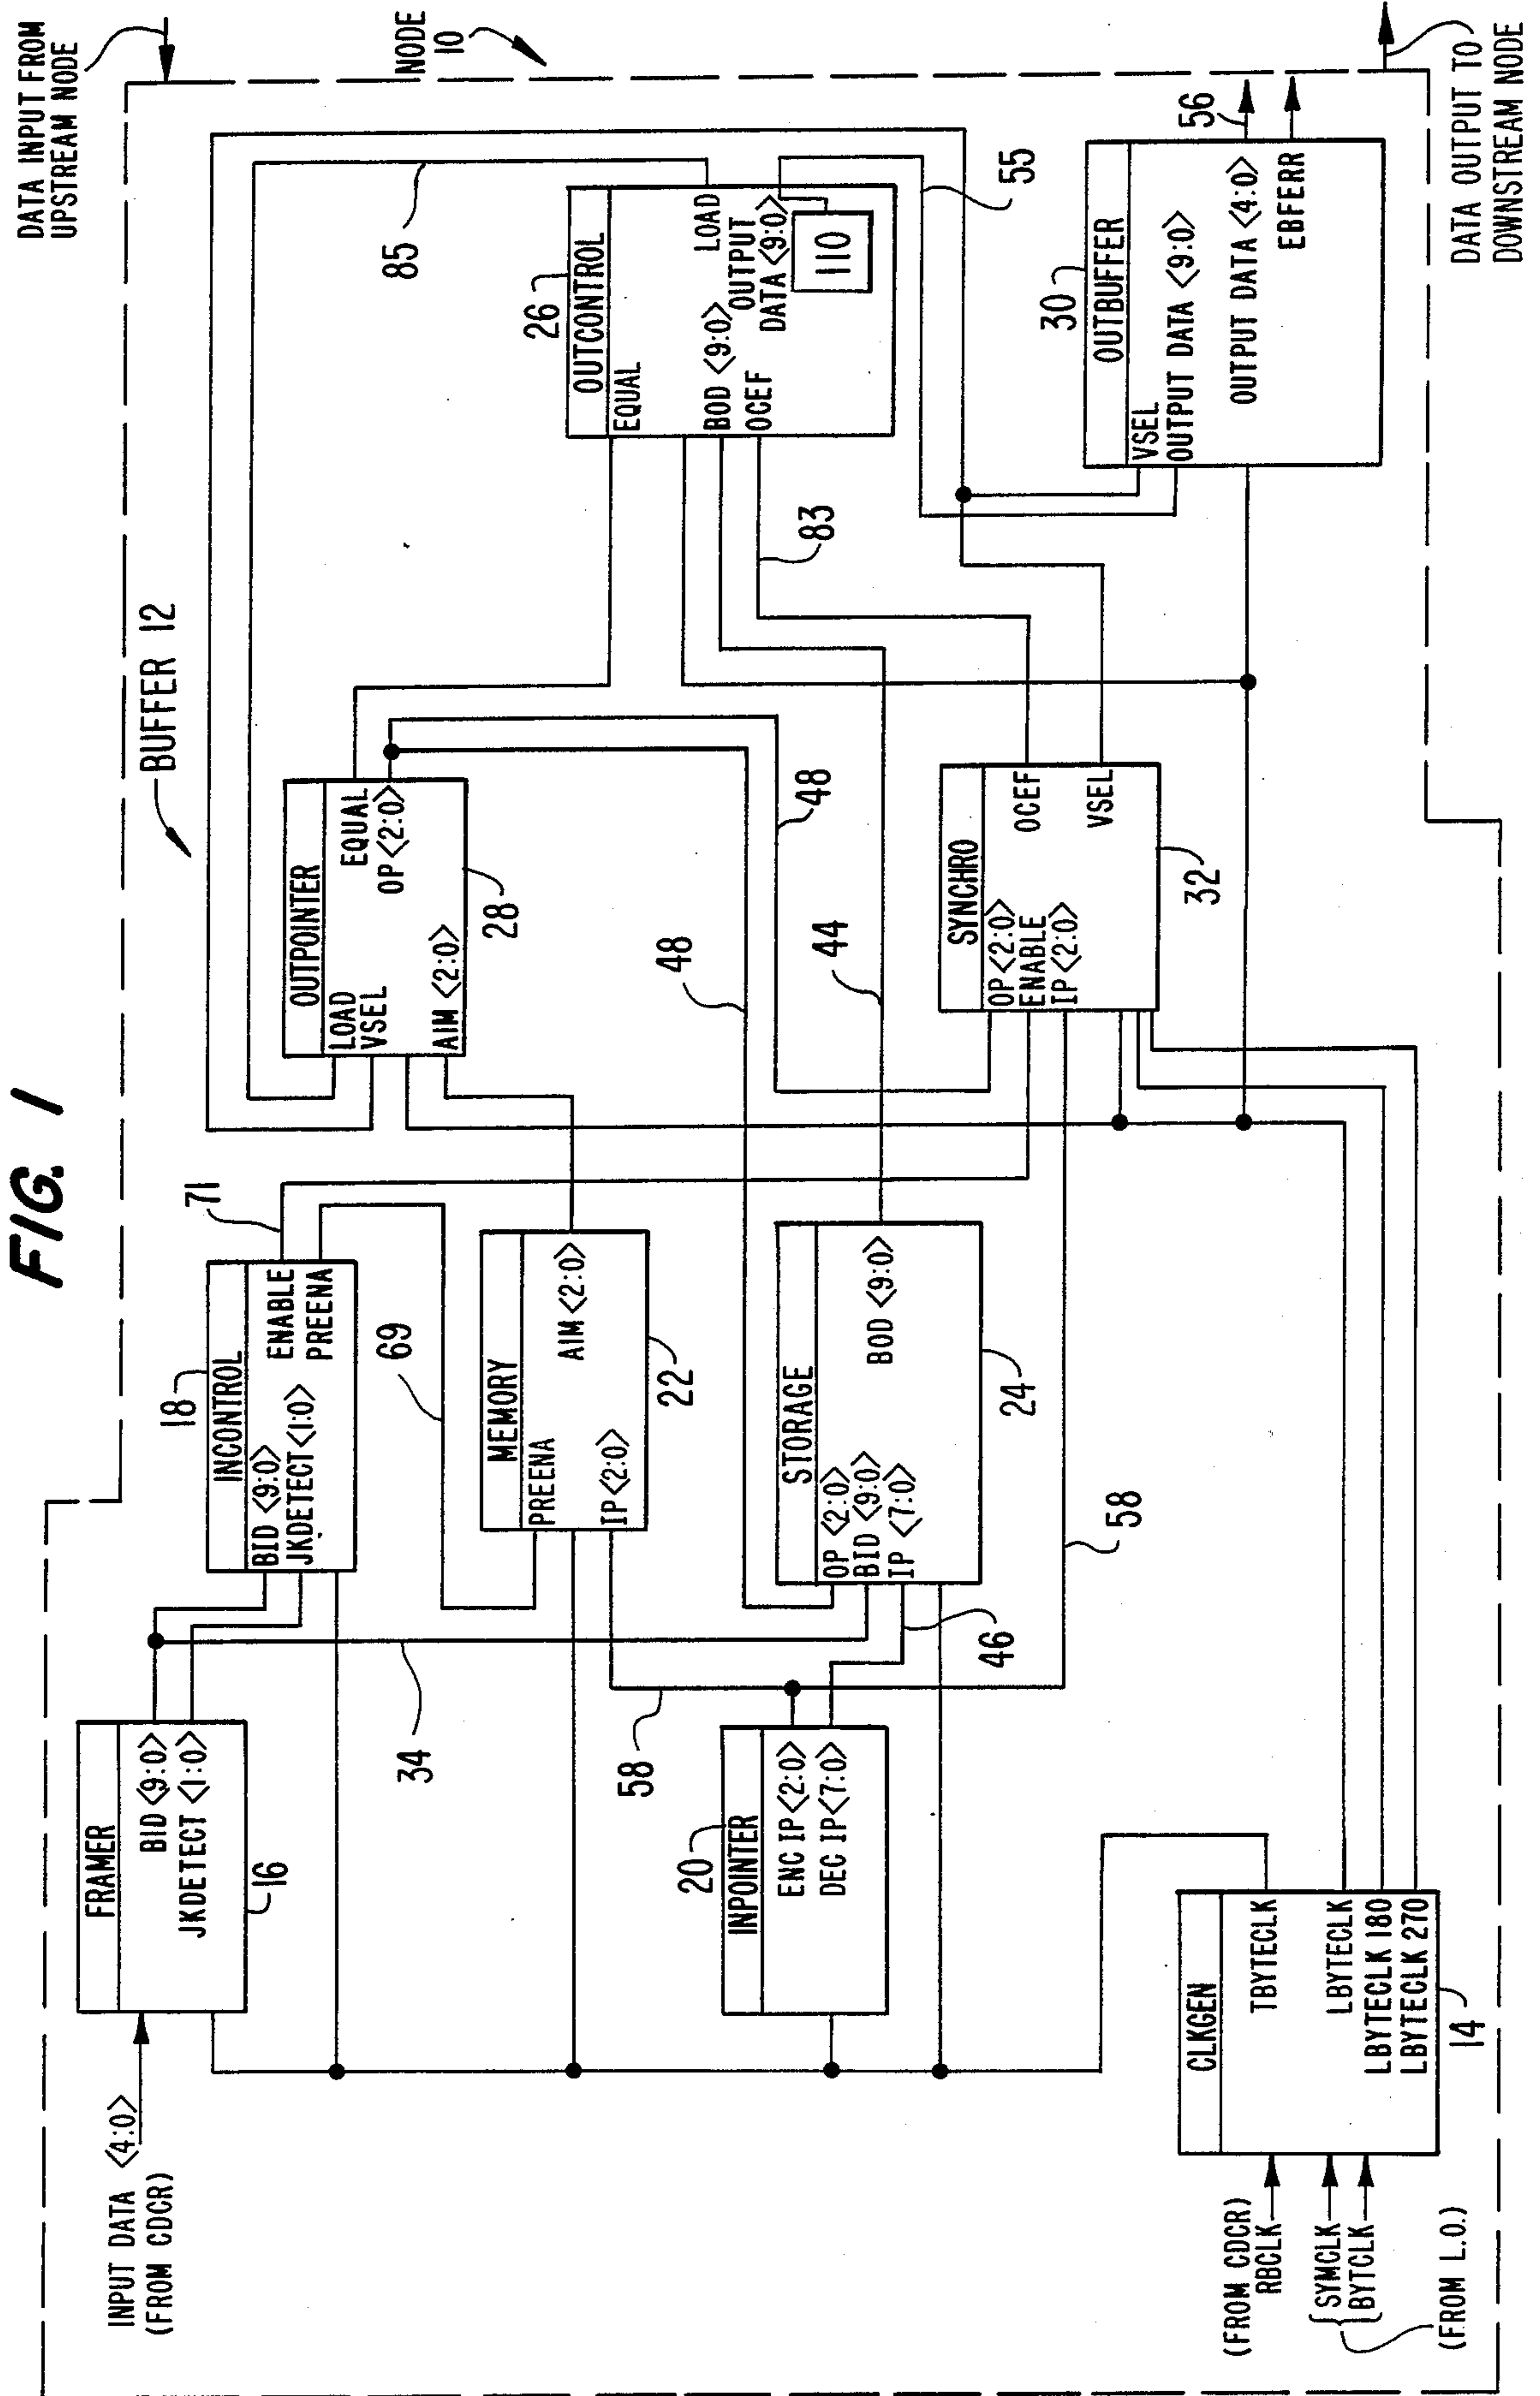 FIG. 1
DATA INPUT FROM
UPSTREAM NODE
NODE
10
BUFFER 12
INPUT DATA <4:0>
(FROM CDCR)
FRAMER
BID <9:0>
JKDETECT <1:0>
16
34
18
INCONTROL
BID <9:0>
JKDETECT <1:0>
ENABLE
PREENA
71
69
MEMORY
PREENA
IP <2:0>
AIM <2:0>
22
OUTPOINTER
LOAD
VSEL
AIM <2:0>
EQUAL
OP <2:0>
28
85
26
OUTCONTROL
EQUAL
BOD <9:0>
OCEF
LOAD
OUTPUT
DATA <9:0>
110
20
INPOINTER
ENC IP <2:0>
DEC IP <7:0>
58
46
STORAGE
OP <2:0>
BID <9:0>
IP <7:0>
BOD <9:0>
24
58
48
48
44
SYNCHRO
OP <2:0>
ENABLE
IP <2:0>
OCEF
VSEL
32
83
55
30
OUTBUFFER
VSEL
OUTPUT DATA <9:0>
OUTPUT DATA <4:0>
EBFERR
56
(FROM CDCR)
RBCLK
SYMCLK
BYTCLK
(FROM L.O.)
CLKGEN
TBYTECLK
LBYTECLK
LBYTECLK 180
LBYTECLK 270
14
DATA OUTPUT TO
DOWNSTREAM NODE